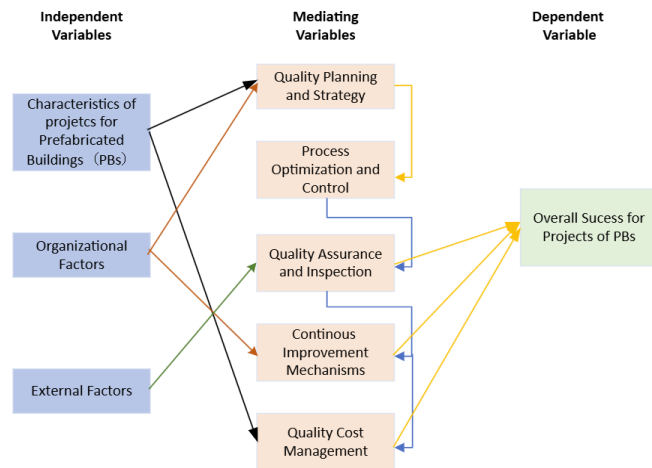 Independent
Variables
Mediating
Variables
Dependent
Variable
Characteristics of
projetcs for
Prefabricated
Buildings（PBs）
Organizational
Factors
External Factors
Quality Planning
and Strategy
Process
Optimization and
Control
Quality Assurance
and Inspection
Continous
Improvement
Mechanisms
Quality Cost
Management
Overall Sucess for
Projects of PBs